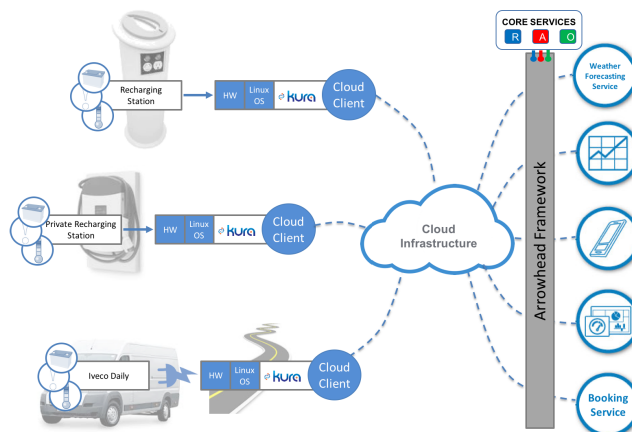 CORE SERVICES
R A O
Recharging
Station
HW
Linux
OS
kura
Cloud
Client
Weather
Forecasting
Service
Private Recharging
Station
HW
Linux
OS
kura
Cloud
Client
Cloud
Infrastructure
Arrowhead Framework
Iveco Daily
HW
Linux
OS
kura
Cloud
Client
Booking
Service